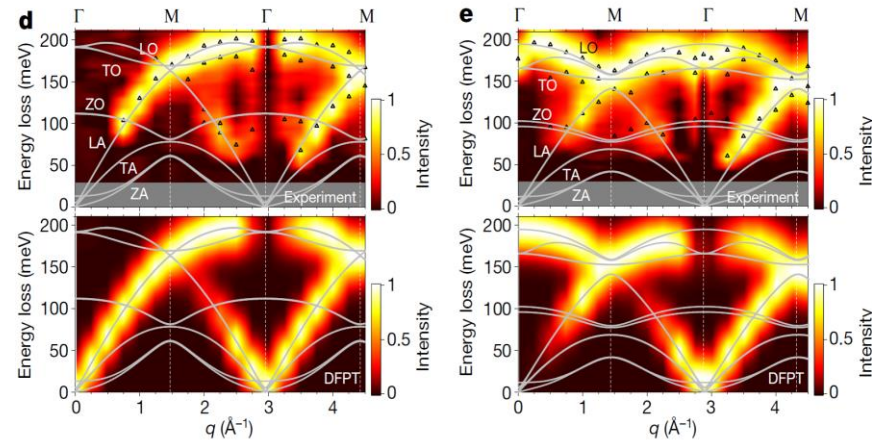 d
Γ M Γ M
Energy loss (meV)
200
150
100
50
0
LO
TO
ZO
LA
TA
ZA
Experiment
1
0.5
0
Intensity
Energy loss (meV)
200
150
100
50
0
DFPT
1
0.5
0
Intensity
0 1 2 3 4
q (Å⁻¹)
e
Γ M Γ M
Energy loss (meV)
200
150
100
50
0
LO
TO
ZO
LA
TA
ZA
Experiment
1
0.5
0
Intensity
Energy loss (meV)
200
150
100
50
0
DFPT
1
0.5
0
Intensity
0 1 2 3 4
q (Å⁻¹)